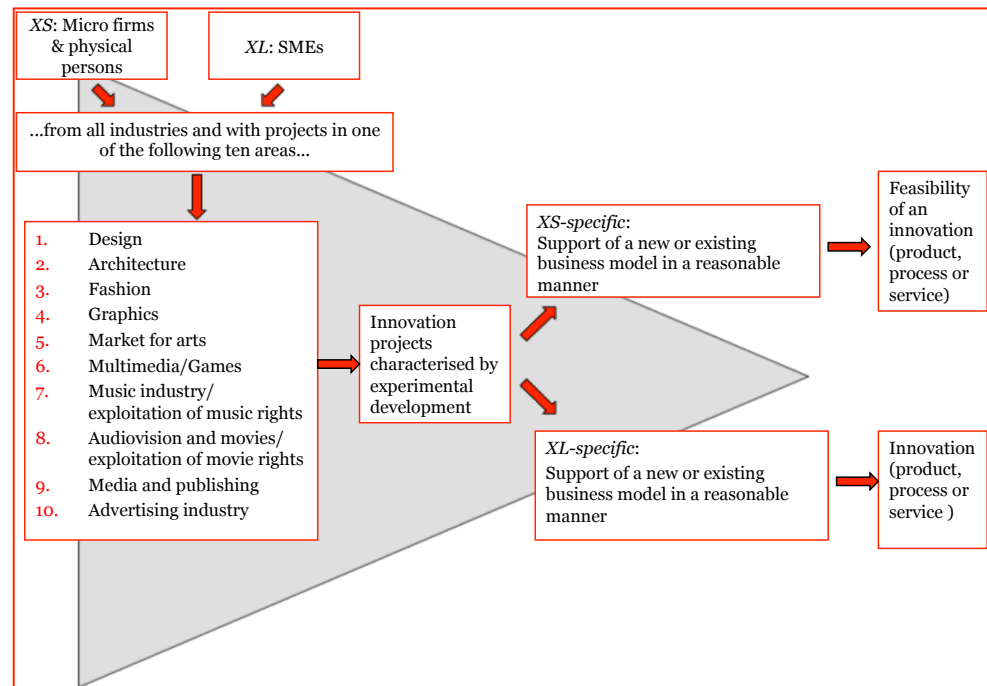 XS: Micro firms
& physical
persons
XL: SMEs
...from all industries and with projects in one
of the following ten areas...
1. Design
2. Architecture
3. Fashion
4. Graphics
5. Market for arts
6. Multimedia/Games
7. Music industry/
exploitation of music rights
8. Audiovision and movies/
exploitation of movie rights
9. Media and publishing
10. Advertising industry
Innovation
projects
characterised by
experimental
development
XS-specific:
Support of a new or existing
business model in a reasonable
manner
Feasibility
of an
innovation
(product,
process or
service)
XL-specific:
Support of a new or existing
business model in a reasonable
manner
Innovation
(product,
process or
service )